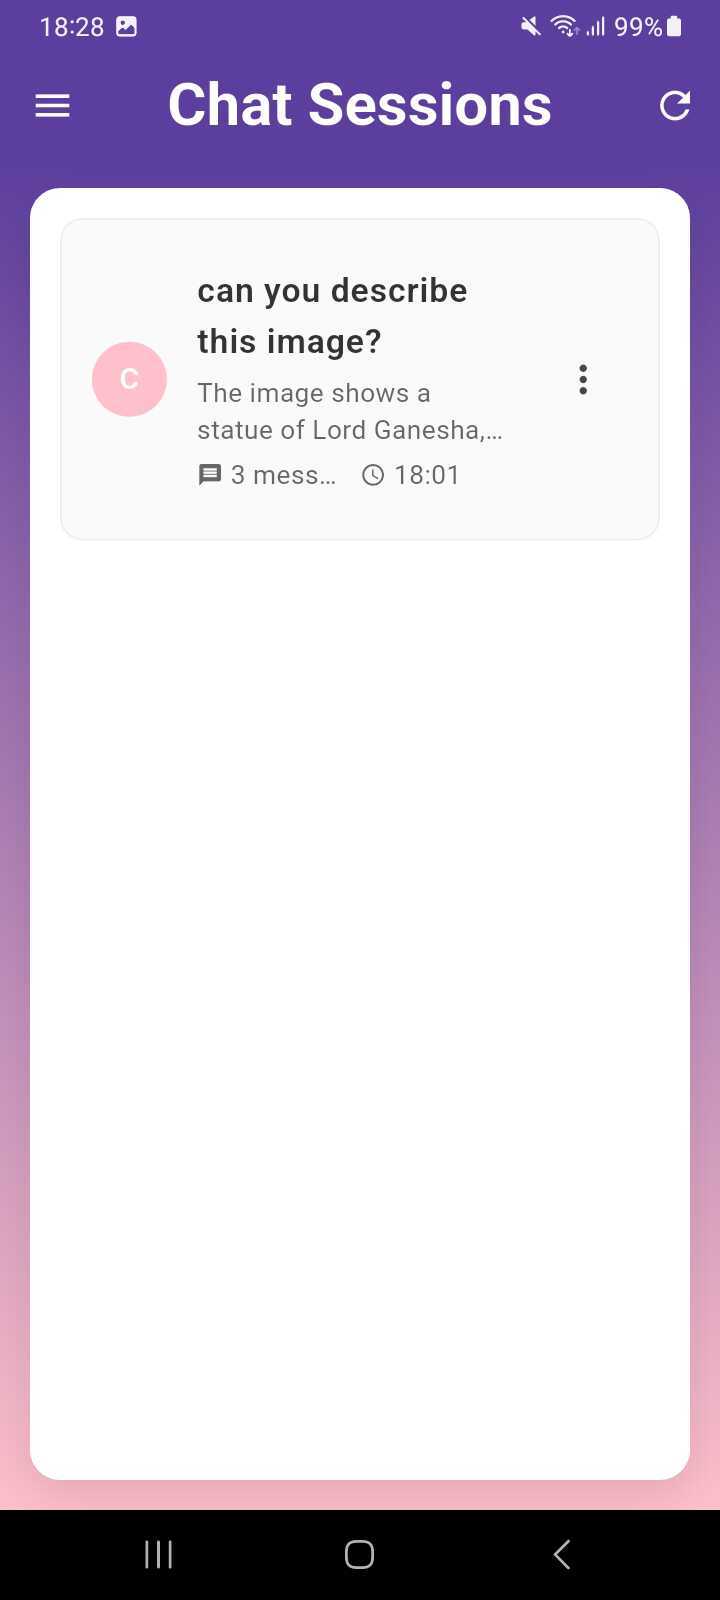 18:28
99%
Chat Sessions
can you describe
this image?
C
The image shows a
statue of Lord Ganesha,...
3 mess... 18:01